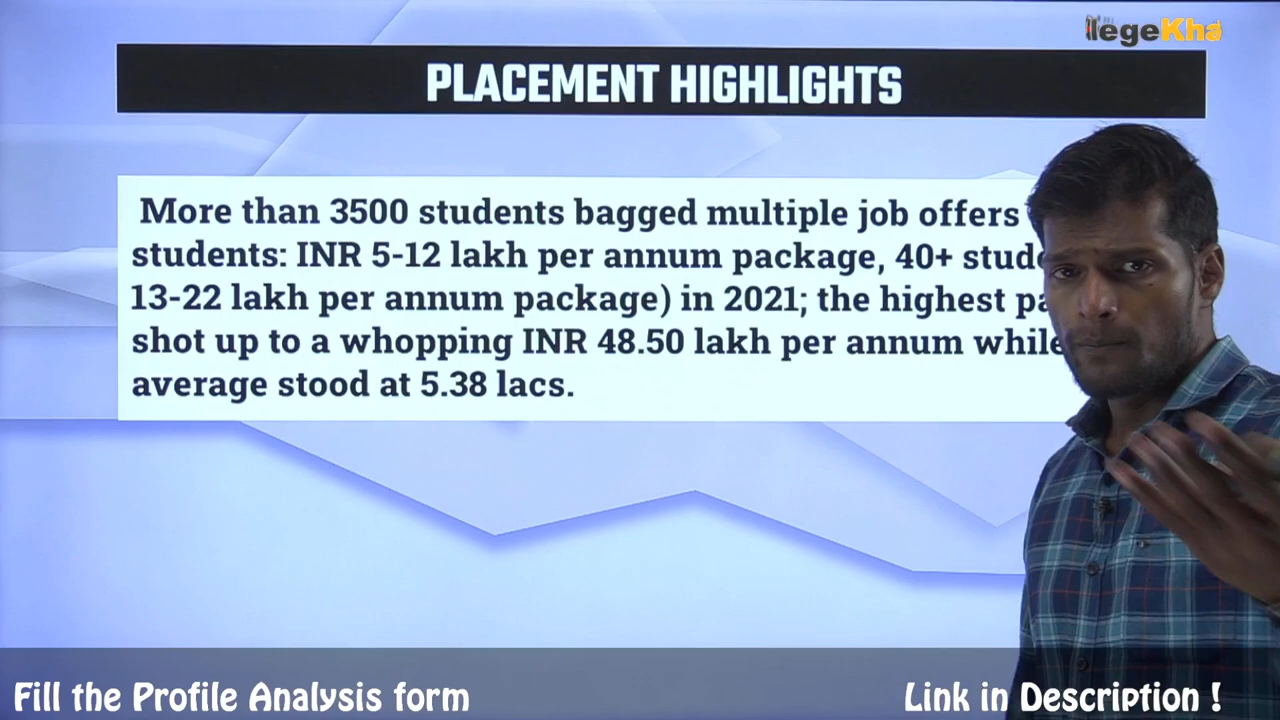 llegeKha
PLACEMENT HIGHLIGHTS
More than 3500 students bagged multiple job offers
students: INR 5-12 lakh per annum package, 40+
13-22 lakh per annum package) in 2021; the highest
shot up to a whopping INR 48.50 lakh per annum while
average stood at 5.38 lacs.
Fill the Profile Analysis form
Link in Description !